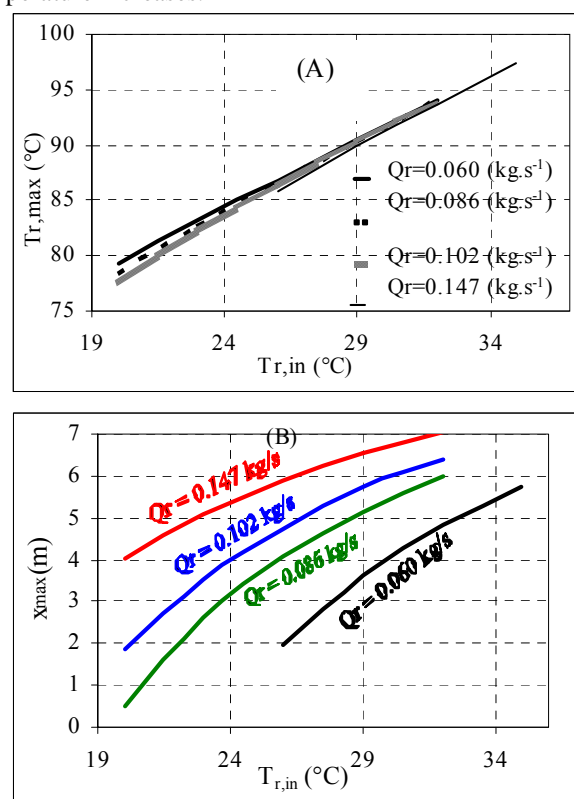 perature increases.
100
95
90
85
80
75
Tr,max (°C)
(A)
Qr=0.060 (kg.s-1)
Qr=0.086 (kg.s-1)
Qr=0.102 (kg.s-1)
Qr=0.147 (kg.s-1)
19 24 29 34
Tr,in (°C)
(B)
7
6
5
4
3
2
1
0
xmax (m)
Qr = 0.147 kg/s
Qr = 0.102 kg/s
Qr = 0.086 kg/s
Qr = 0.060 kg/s
19 24 29 34
Tr,in (°C)